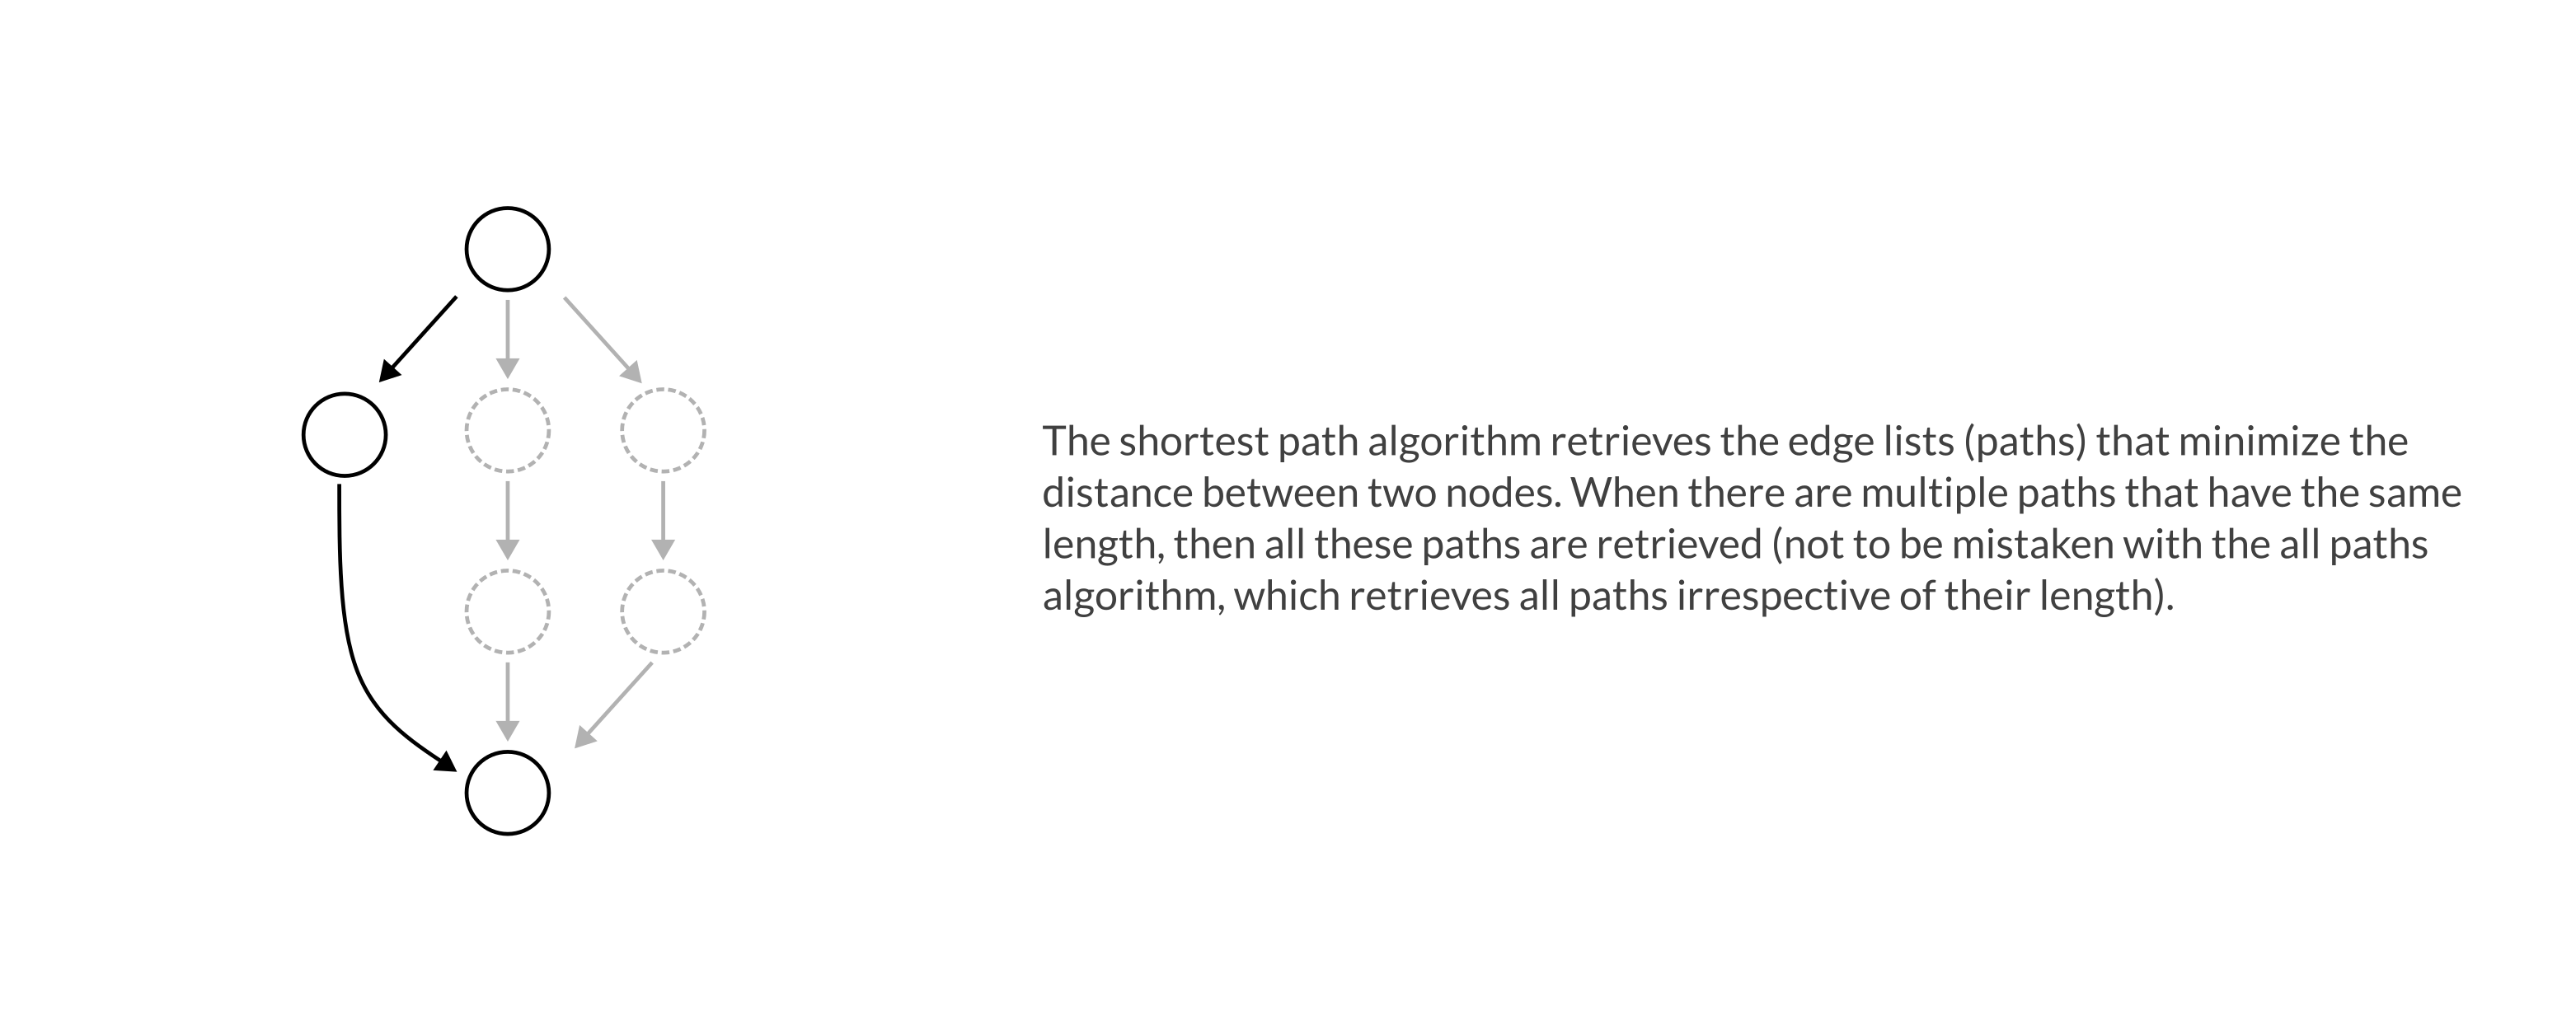 The shortest path algorithm retrieves the edge lists (paths) that minimize the
distance between two nodes. When there are multiple paths that have the same
length, then all these paths are retrieved (not to be mistaken with the all paths
algorithm, which retrieves all paths irrespective of their length).